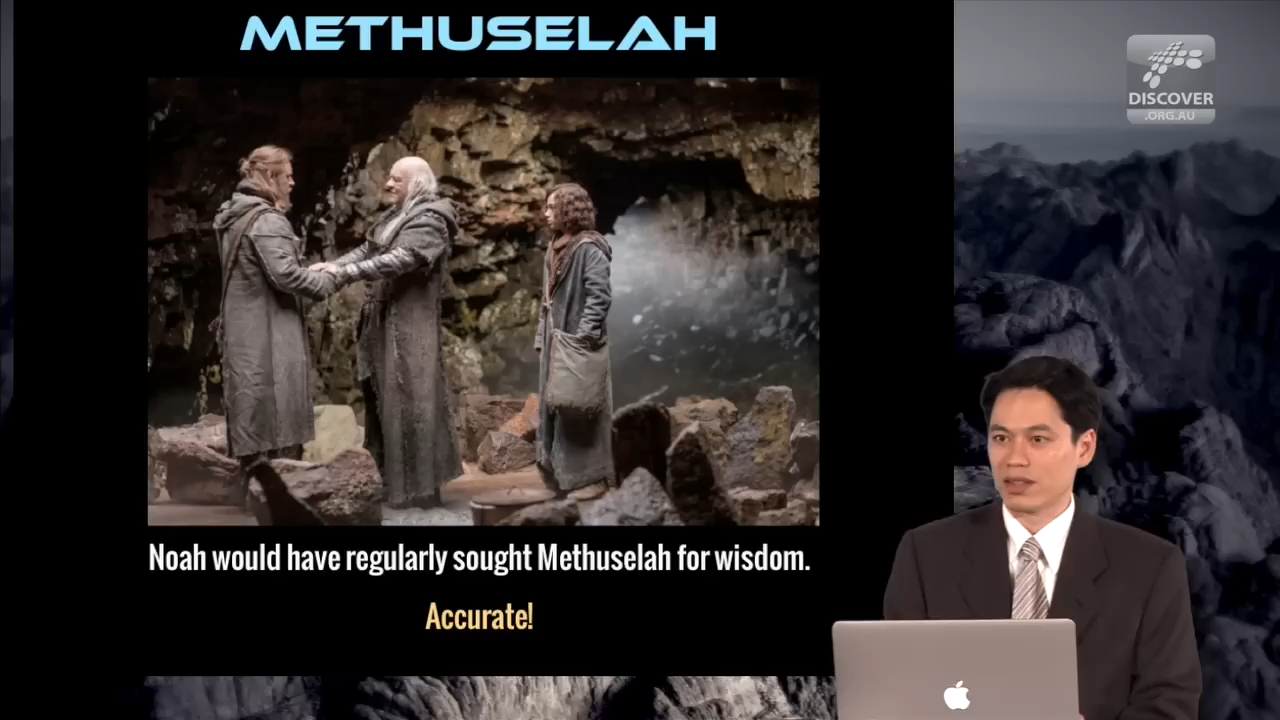 METHUSELAH
DISCOVER
.ORG.AU
Noah would have regularly sought Methuselah for wisdom.
Accurate!